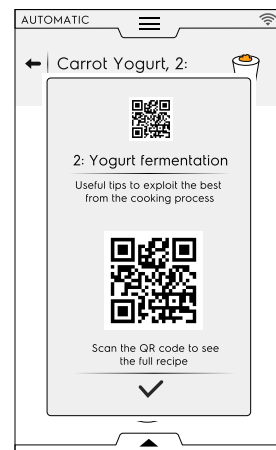 AUTOMATIC
Carrot Yogurt, 2:
2: Yogurt fermentation
Useful tips to exploit the best
from the cooking process
Scan the QR code to see
the full recipe